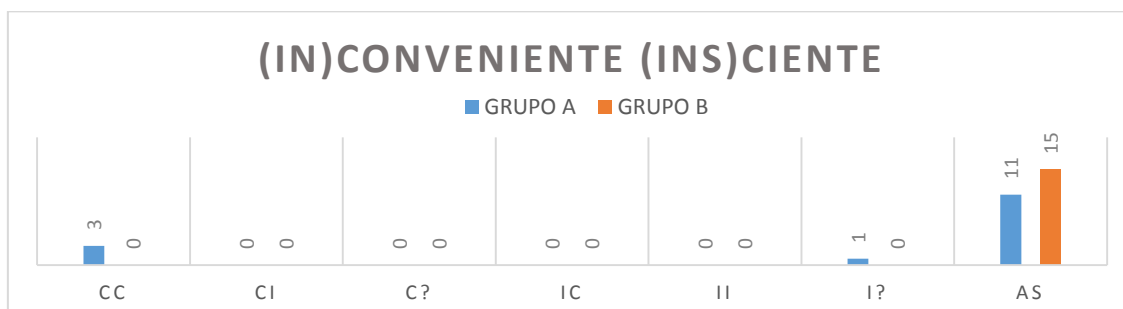 (IN)CONVENIENTE (INS)CIENTE
GRUPO A GRUPO B
3 0 0 0 0 0 0 0 0 0 1 0 11 15
CC CI C? IC II I? AS